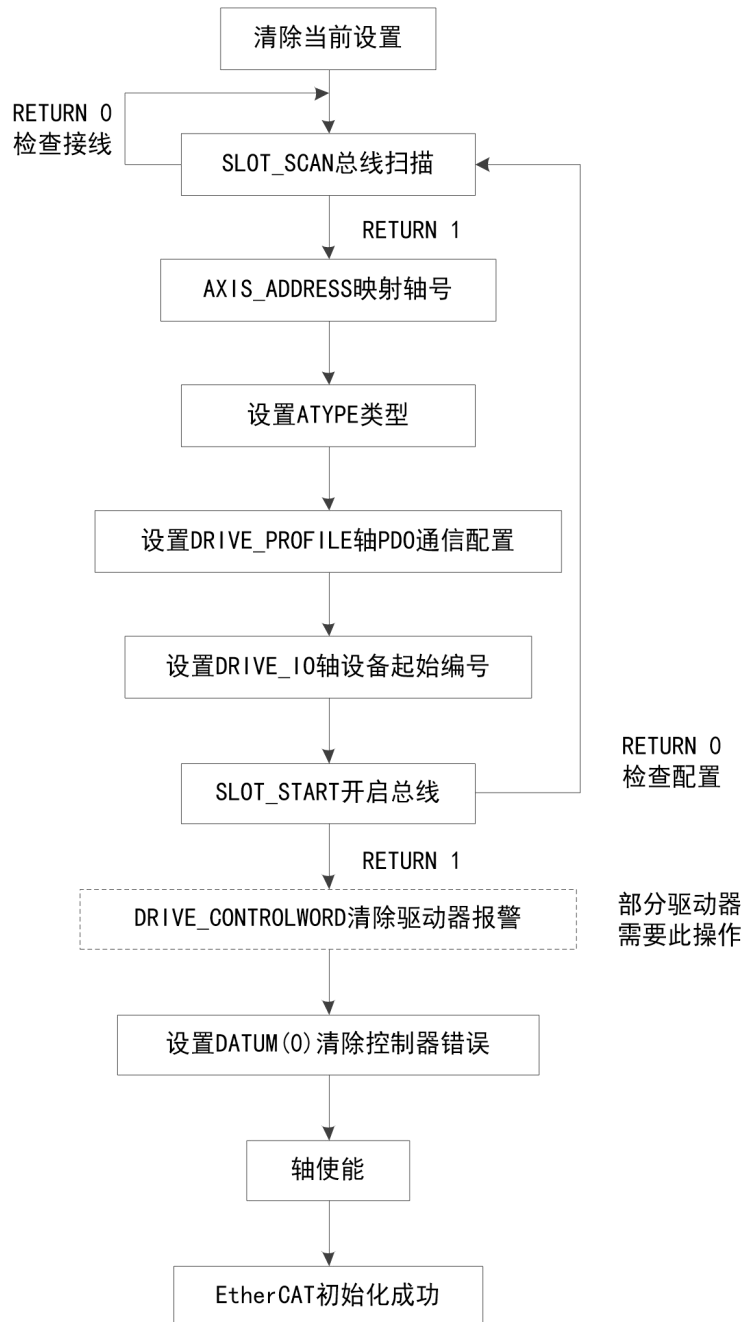 清除当前设置
RETURN 0
检查接线
SLOT_SCAN总线扫描
RETURN 1
AXIS_ADDRESS映射轴号
设置ATYPE类型
设置DRIVE_PROFILE轴PDO通信配置
设置DRIVE_IO轴设备起始编号
RETURN 0
检查配置
SLOT_START开启总线
RETURN 1
DRIVE_CONTROLWORD清除驱动器报警
部分驱动器
需要此操作
设置DATUM(0)清除控制器错误
轴使能
EtherCAT初始化成功